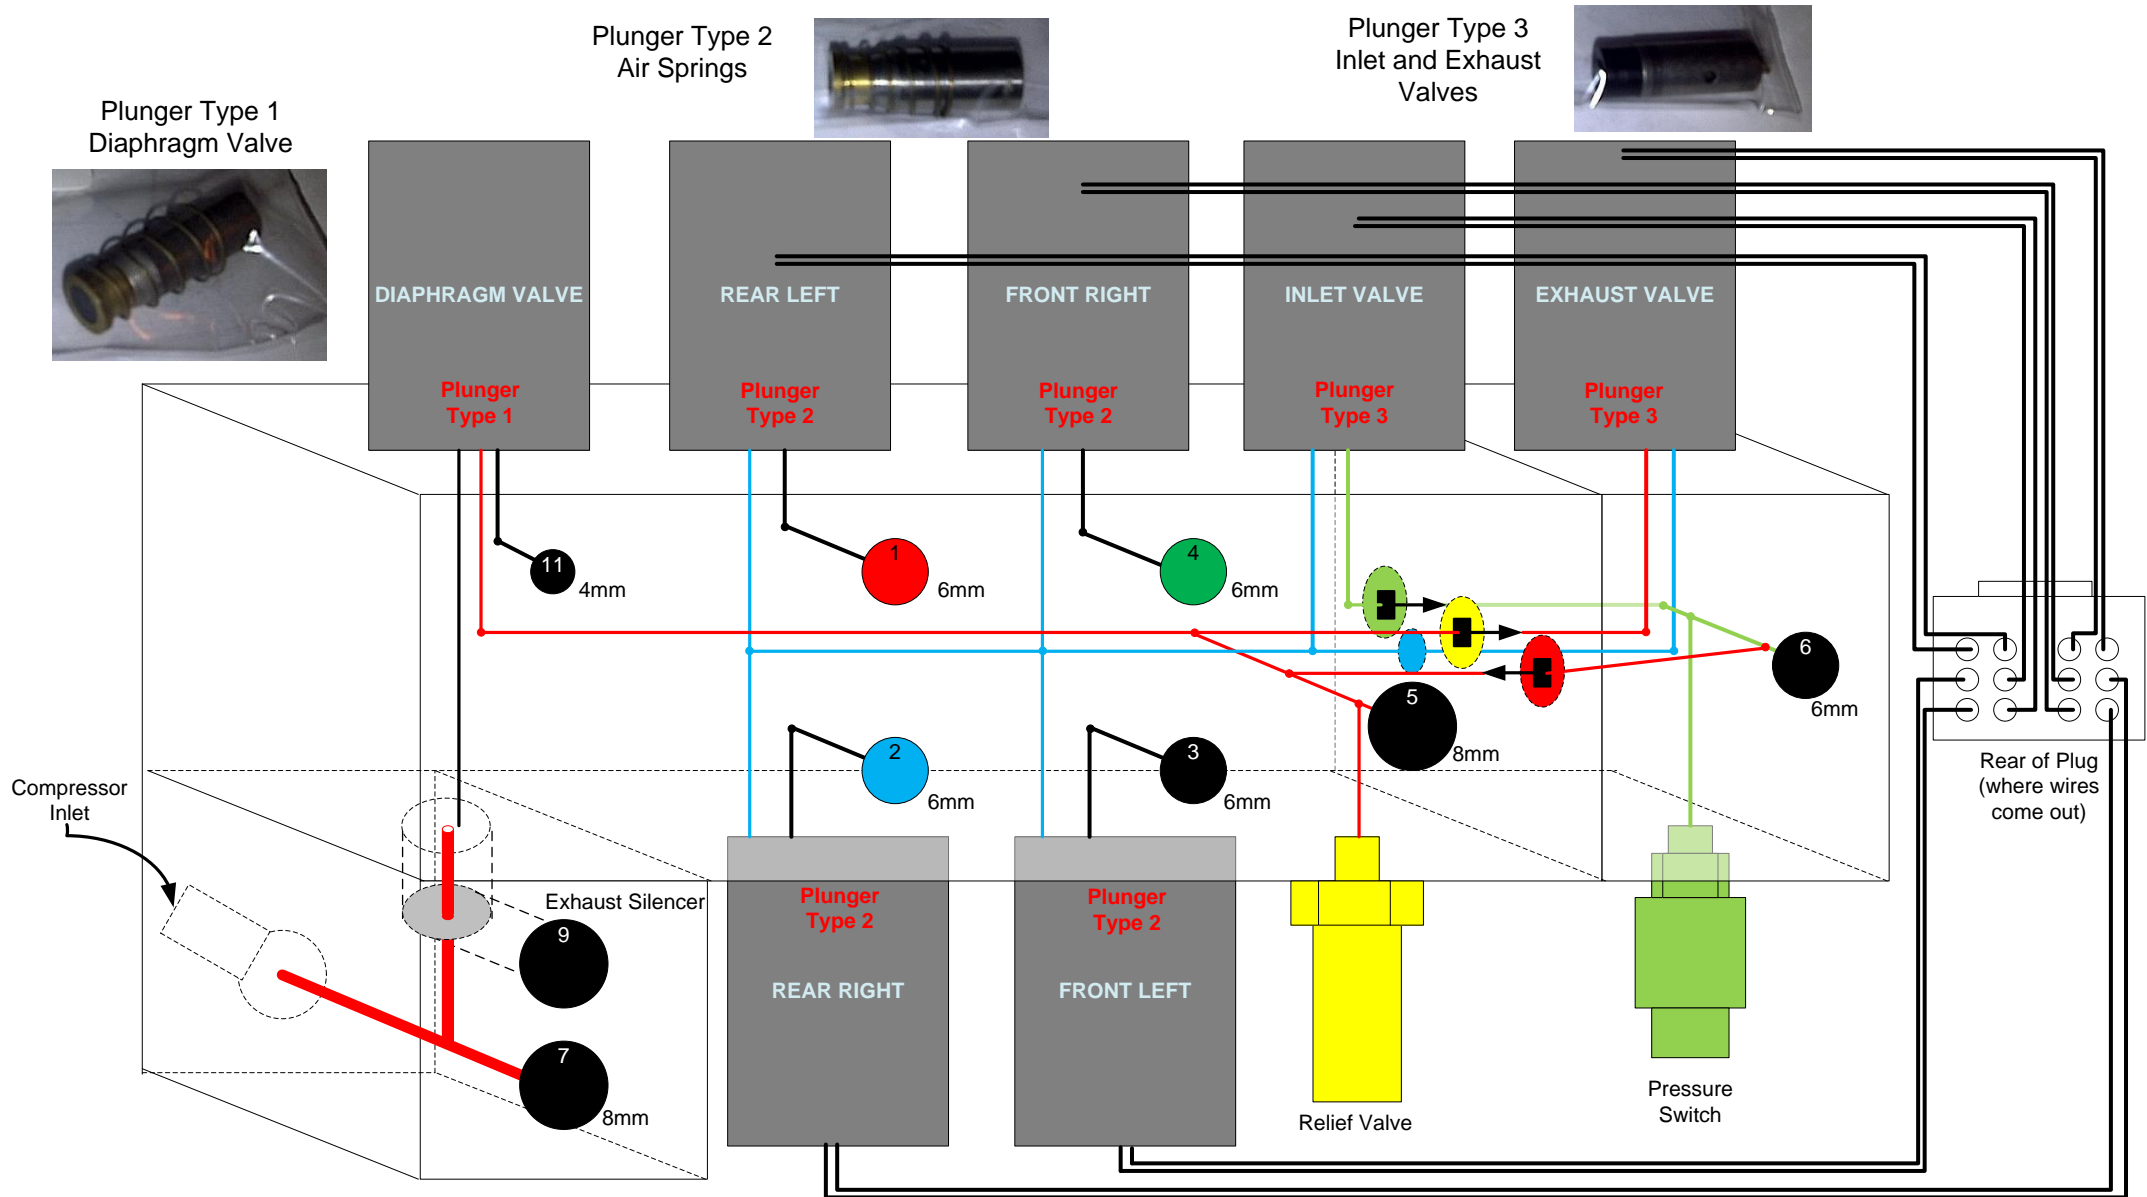 Plunger Type 1
Diaphragm Valve
Plunger Type 2
Air Springs
Plunger Type 3
Inlet and Exhaust
Valves
DIAPHRAGM VALVE
Plunger
Type 1
REAR LEFT
Plunger
Type 2
FRONT RIGHT
Plunger
Type 2
INLET VALVE
Plunger
Type 3
EXHAUST VALVE
Plunger
Type 3
11
4mm
1
6mm
4
6mm
5
8mm
6
6mm
2
6mm
3
6mm
Rear of Plug
(where wires
come out)
Compressor
Inlet
Exhaust Silencer
9
7
8mm
Plunger
Type 2
REAR RIGHT
Plunger
Type 2
FRONT LEFT
Relief Valve
Pressure
Switch